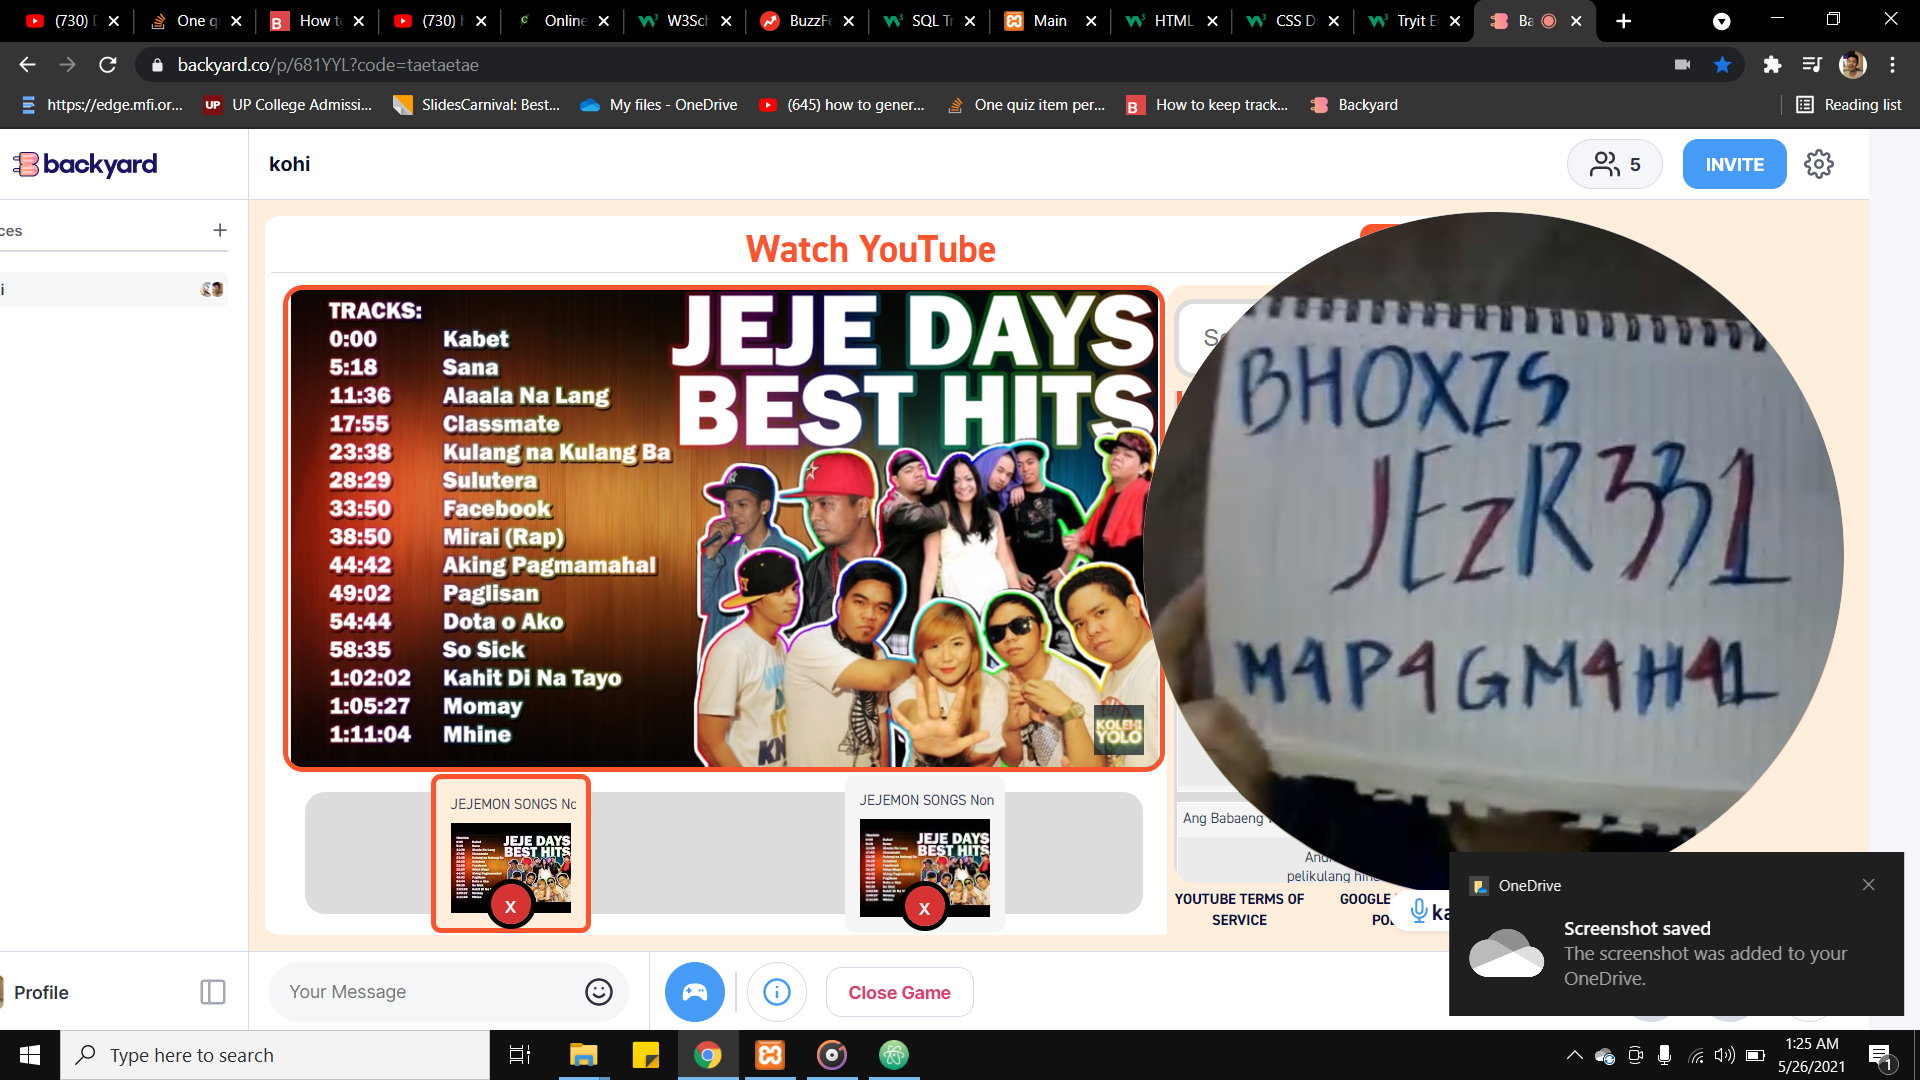 (730) D
One q
How to
(730) h
Online
W3Sch
BuzzFe
SQL Tr
Main
HTML
CSS D
Tryit E
Ba
backyard.co/p/681YYL?code=taetaetae
https://edge.mfi.or...
UP College Admissi...
SlidesCarnival: Best...
My files - OneDrive
(645) how to gener...
One quiz item per...
How to keep track...
Backyard
Reading list
backyard
kohi
5
INVITE
ces
i
Watch YouTube
TRACKS:
0:00 Kabet
5:18 Sana
11:36 Alaala Na Lang
17:55 Classmate
23:38 Kulang na Kulang Ba
28:29 Sulutera
33:50 Facebook
38:50 Mirai (Rap)
44:42 Aking Pagmamahal
49:02 Paglisan
54:44 Dota o Ako
58:35 So Sick
1:02:02 Kahit Di Na Tayo
1:05:27 Momay
1:11:04 Mhine
JEJE DAYS
BEST HITS
KOLEHI
YOLO
BHOXZS
JEzR331
M4P4GM4H41
JEJEMON SONGS No
JEJE DAYS
BEST HITS
X
JEJEMON SONGS Non
JEJE DAYS
BEST HITS
X
Ang Babaeng
And
pelikulang hin
YOUTUBE TERMS OF
SERVICE
GOOGLE
PO
ka
OneDrive
Screenshot saved
The screenshot was added to your
OneDrive.
Profile
Your Message
Close Game
Type here to search
1:25 AM
5/26/2021
1